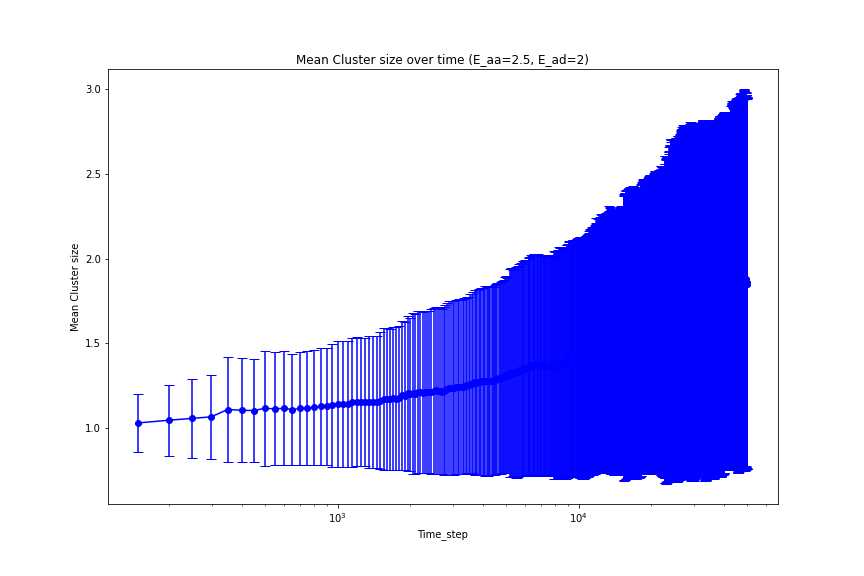 Mean Cluster size over time (E_aa=2.5, E_ad=2)
3.0
2.5
2.0
1.5
1.0
Mean Cluster size
10³
10⁴
Time_step